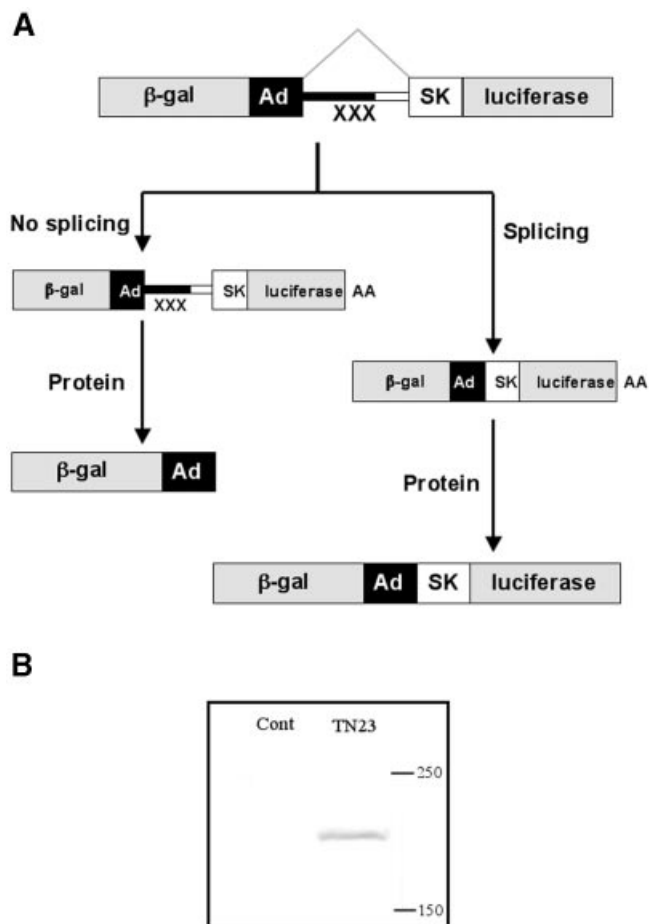 A
β-gal Ad SK luciferase
XXX
No splicing
Splicing
β-gal Ad SK luciferase AA
XXX
β-gal Ad SK luciferase AA
Protein
β-gal Ad
Protein
β-gal Ad SK luciferase
B
Cont TN23
250
150